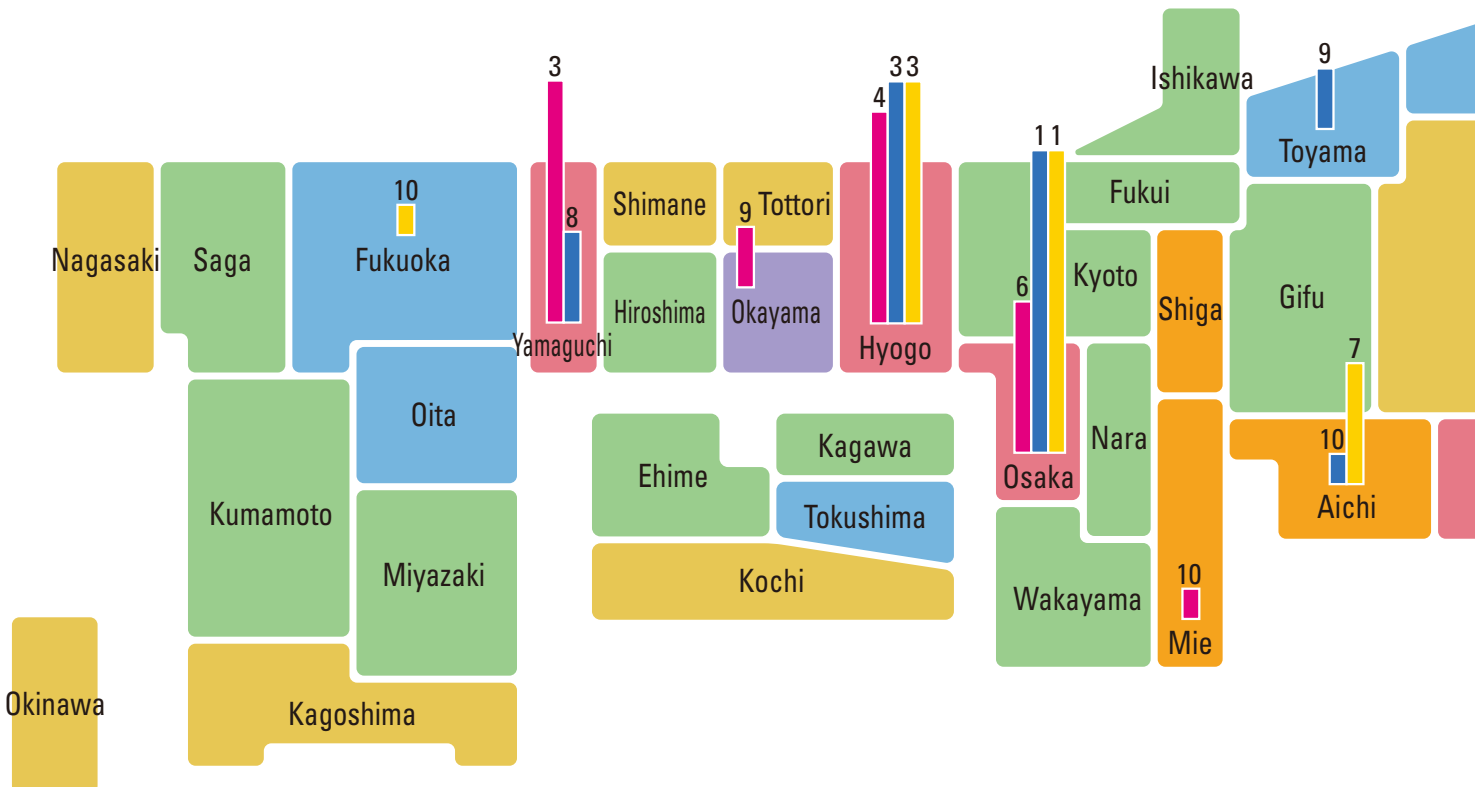 Ishikawa
9
Toyama
3
4
3
3
1
1
Fukui
10
8
Shimane
9
Tottori
Nagasaki
Saga
Fukuoka
Kyoto
Shiga
Gifu
6
Hiroshima
Okayama
Yamaguchi
Hyogo
7
Oita
10
Ehime
Kagawa
Osaka
Nara
Aichi
Kumamoto
Tokushima
Miyazaki
Kochi
Wakayama
10
Mie
Okinawa
Kagoshima